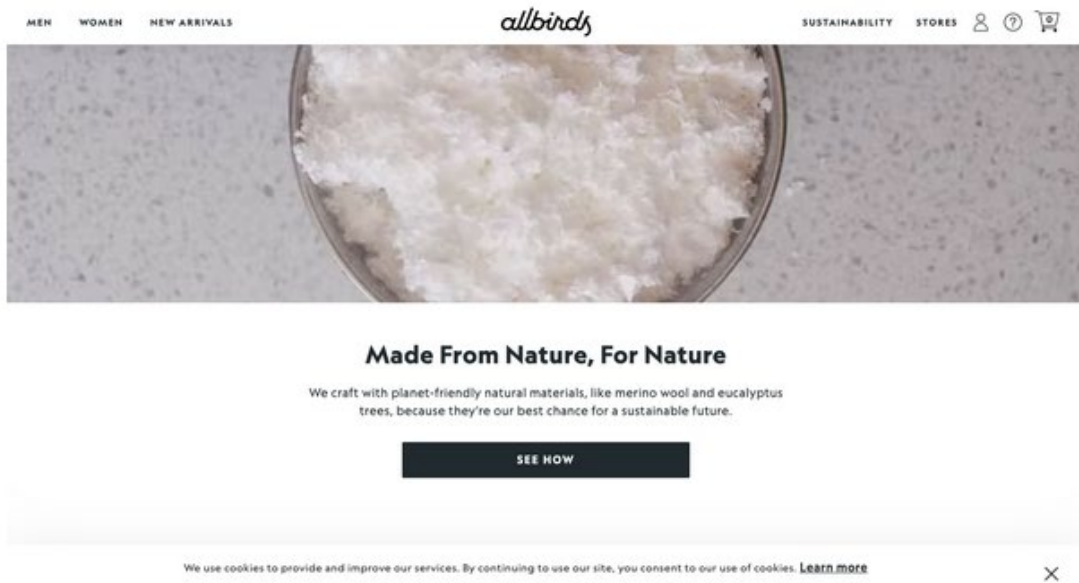 MEN WOMEN NEW ARRIVALS allbirds SUSTAINABILITY STORES
Made From Nature, For Nature
We craft with planet-friendly natural materials, like merino wool and eucalyptus
trees, because they're our best chance for a sustainable future.
SEE HOW
We use cookies to provide and improve our services. By continuing to use our site, you consent to our use of cookies. Learn more